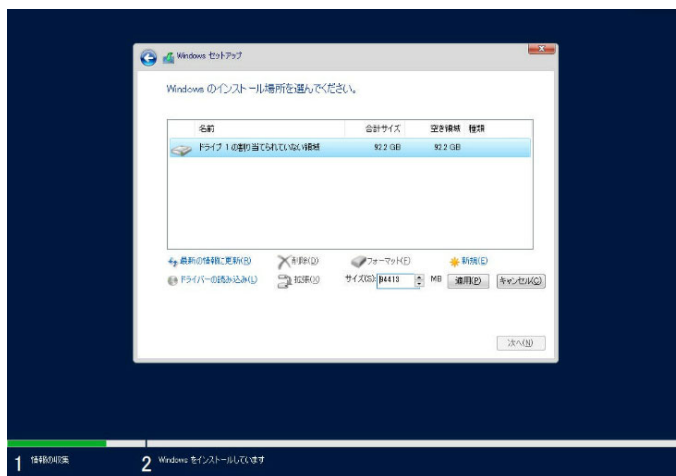 Windows セットアップ
Windows のインストール場所を選んでください。
名前 合計サイズ 空き領域 種類
ドライブ 1 の割り当てられていない領域 92.2 GB 92.2 GB
最新の情報に更新(R) 削除(D) フォーマット(F) 新規(E)
ドライバーの読み込み(L) 拡張(X) サイズ(S): 94413 MB 適用(P) キャンセル(C)
次へ(N)
1 情報の収集 2 Windows をインストールしています